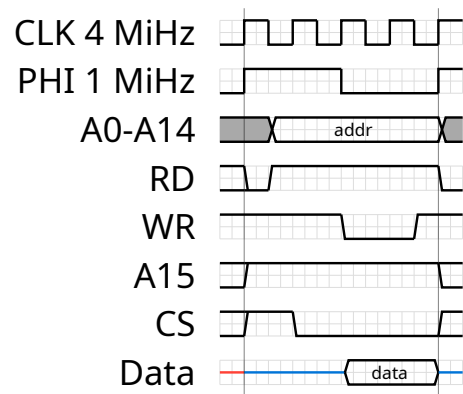 CLK 4 MiHz
PHI 1 MiHz
A0-A14 addr
RD
WR
A15
CS
Data data